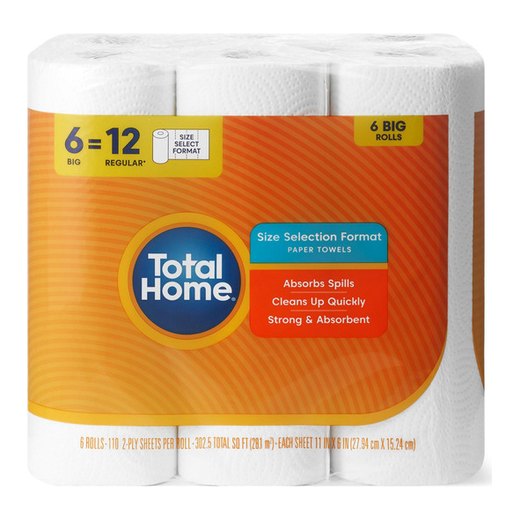 6 = 12
BIG REGULAR*
SIZE
SELECT
FORMAT
6 BIG
ROLLS
Total
Home®
Size Selection Format
PAPER TOWELS
Absorbs Spills
Cleans Up Quickly
Strong & Absorbent
6 ROLLS-110 2-PLY SHEETS PER ROLL-302.5 TOTAL SQ FT (28.1 m²)-EACH SHEET 11 IN X 6 IN (27.94 cm X 15.24 cm)